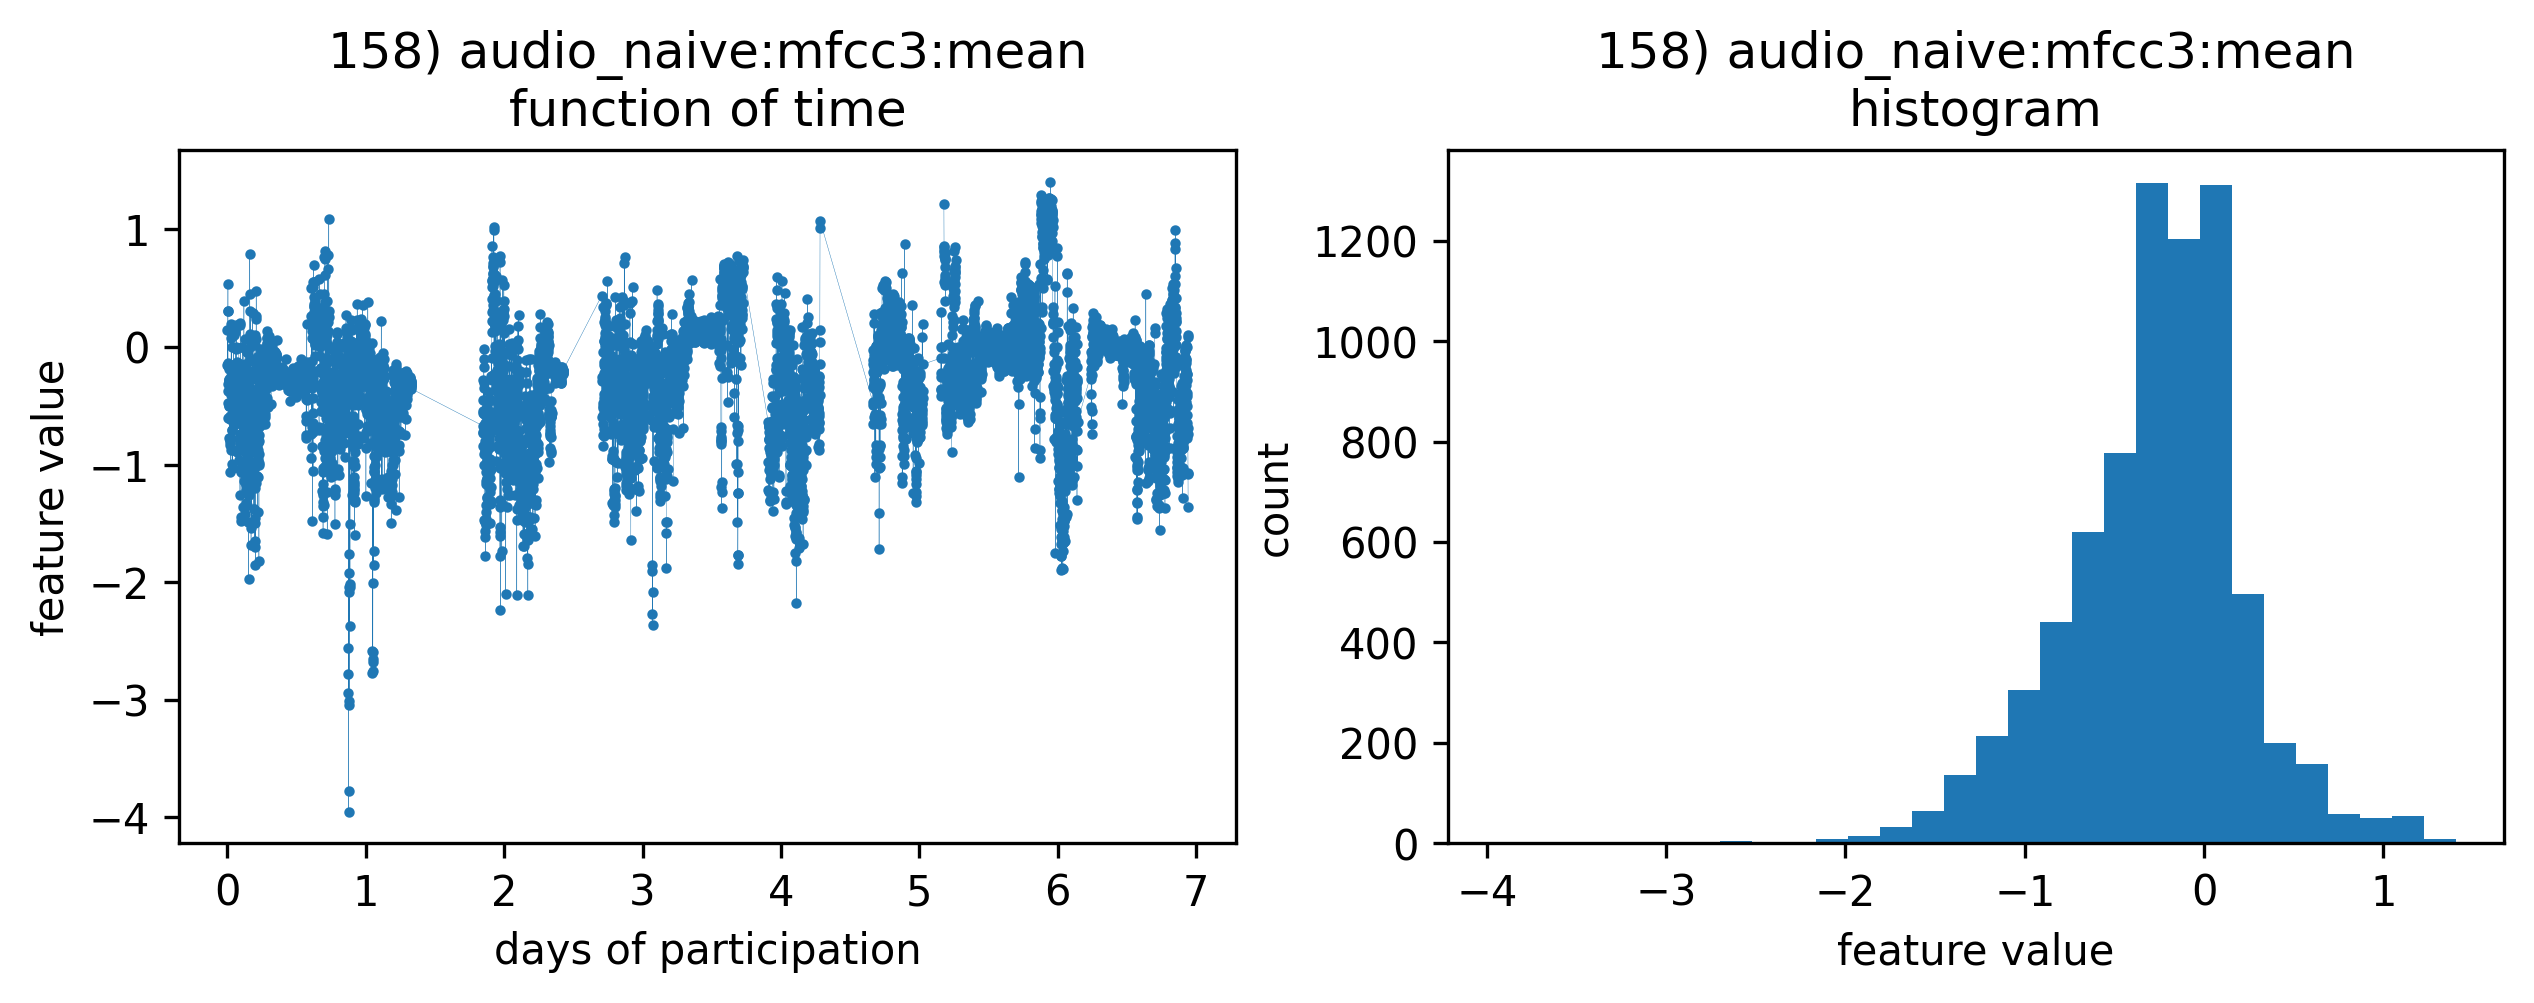 158) audio_naive:mfcc3:mean
function of time
feature value
1
0
−1
−2
−3
−4
0 1 2 3 4 5 6 7
days of participation
158) audio_naive:mfcc3:mean
histogram
count
1200
1000
800
600
400
200
0
−4 −3 −2 −1 0 1
feature value